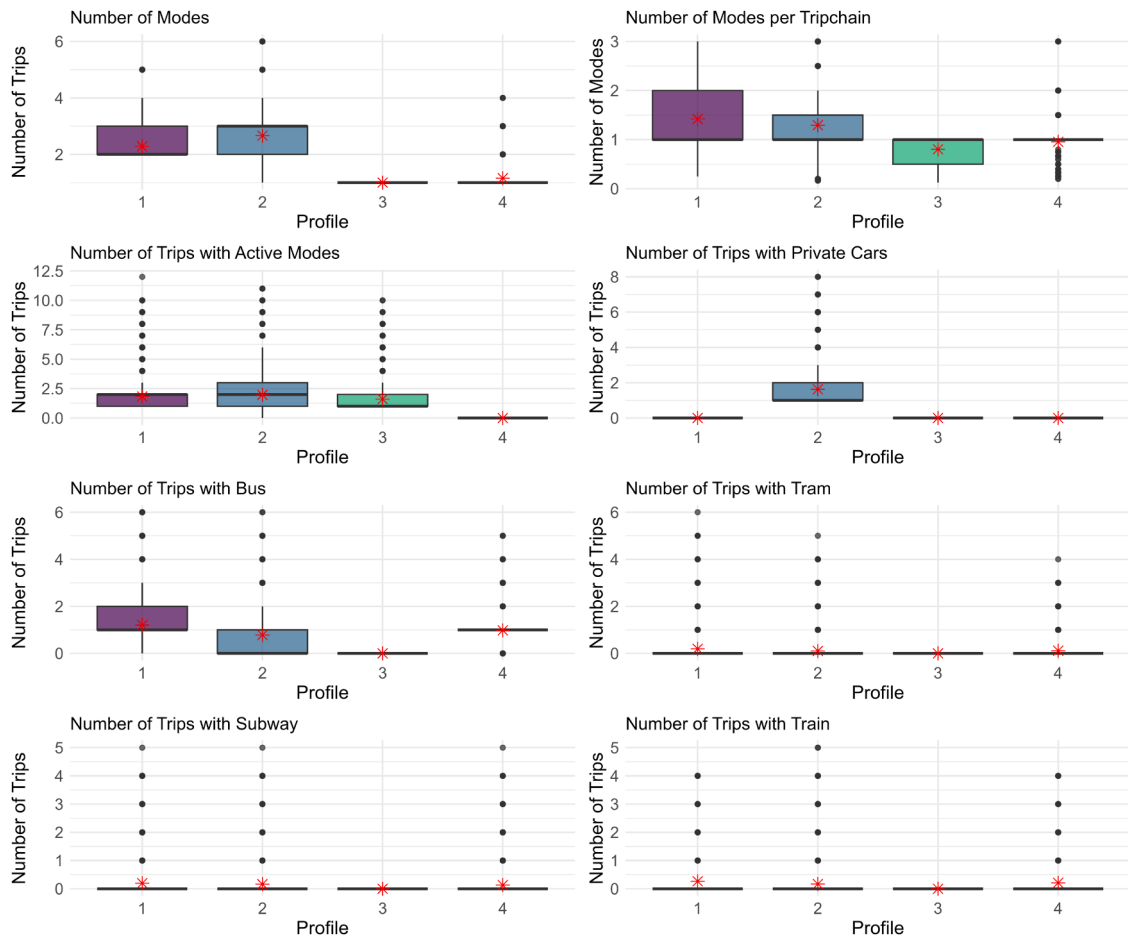 Number of Modes
Number of Trips
6
4
2
1 2 3 4
Profile
Number of Modes per Tripchain
Number of Modes
3
2
1
0
1 2 3 4
Profile
Number of Trips with Active Modes
Number of Trips
12.5
10.0
7.5
5.0
2.5
0.0
1 2 3 4
Profile
Number of Trips with Private Cars
Number of Trips
8
6
4
2
0
1 2 3 4
Profile
Number of Trips with Bus
Number of Trips
6
4
2
0
1 2 3 4
Profile
Number of Trips with Tram
Number of Trips
6
4
2
0
1 2 3 4
Profile
Number of Trips with Subway
Number of Trips
5
4
3
2
1
0
1 2 3 4
Profile
Number of Trips with Train
Number of Trips
5
4
3
2
1
0
1 2 3 4
Profile